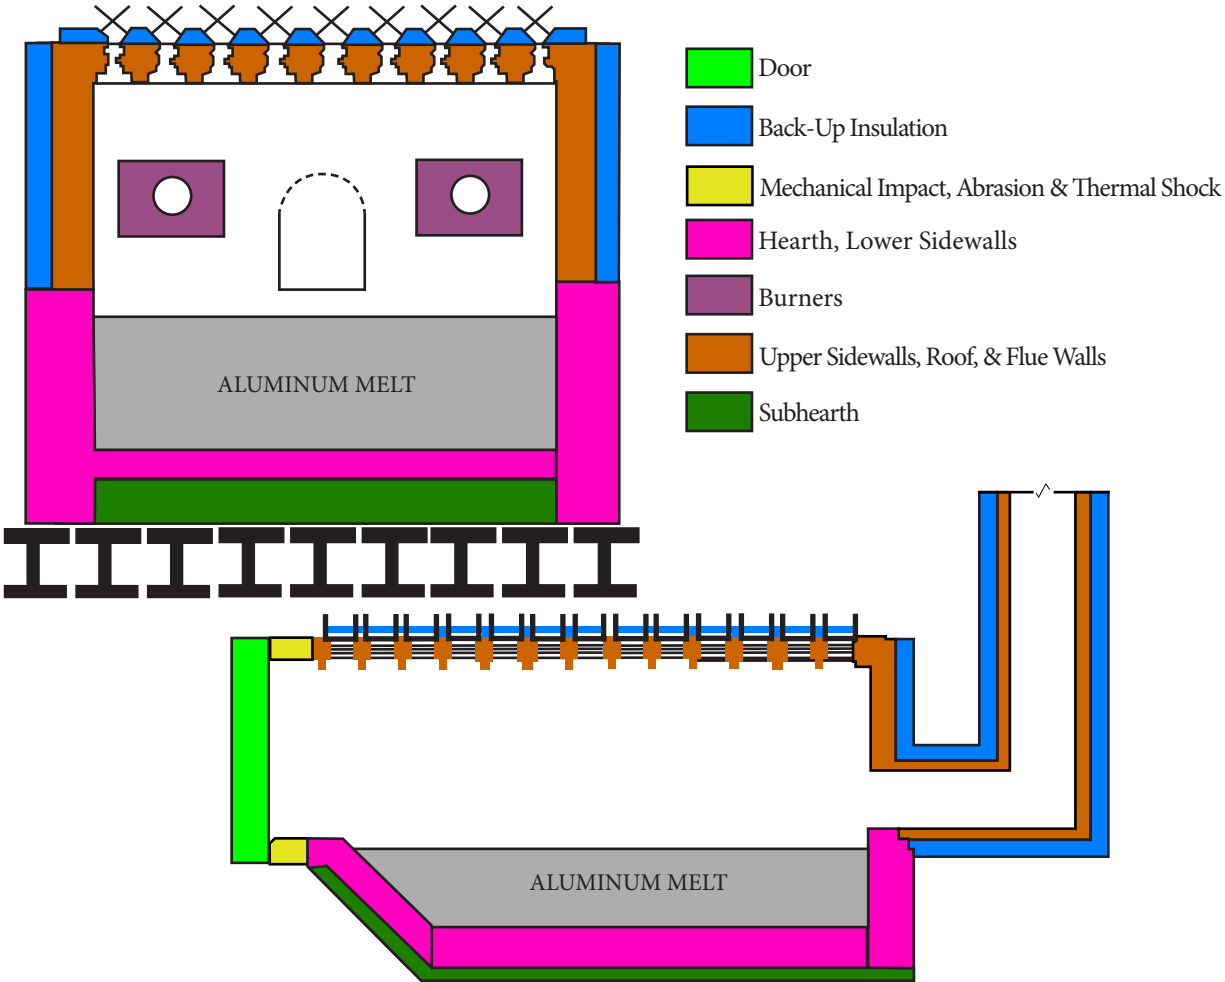 Door
Back-Up Insulation
Mechanical Impact, Abrasion & Thermal Shock
Hearth, Lower Sidewalls
Burners
Upper Sidewalls, Roof, & Flue Walls
Subhearth
ALUMINUM MELT
ALUMINUM MELT